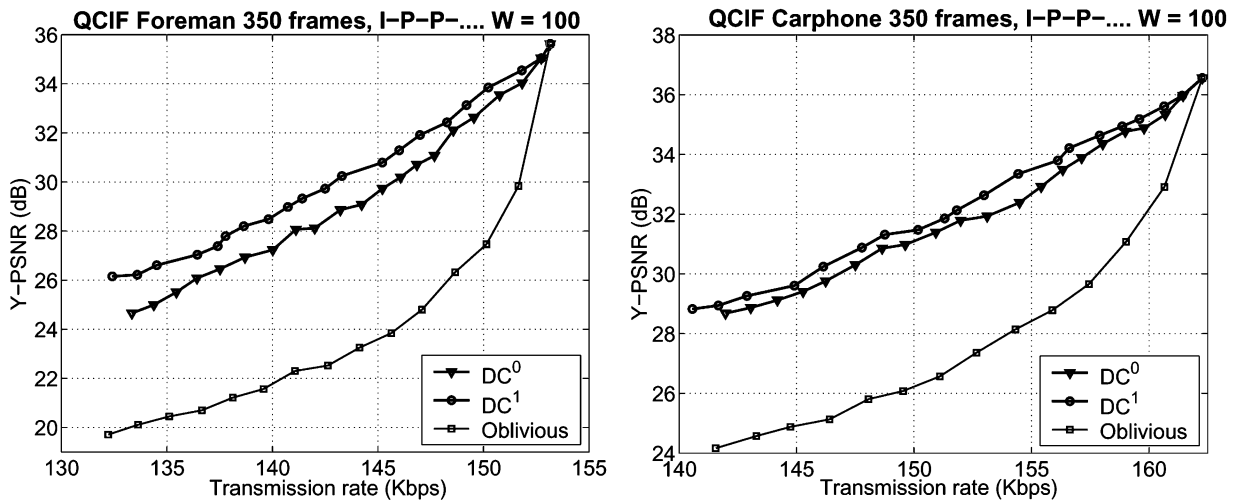 QCIF Foreman 350 frames, I−P−P−.... W = 100
36
34
32
30
28
26
24
22
20
Y−PSNR (dB)
DC⁰
DC¹
Oblivious
130 135 140 145 150 155
Transmission rate (Kbps)
QCIF Carphone 350 frames, I−P−P−.... W = 100
38
36
34
32
30
28
26
24
Y−PSNR (dB)
DC⁰
DC¹
Oblivious
140 145 150 155 160
Transmission rate (Kbps)